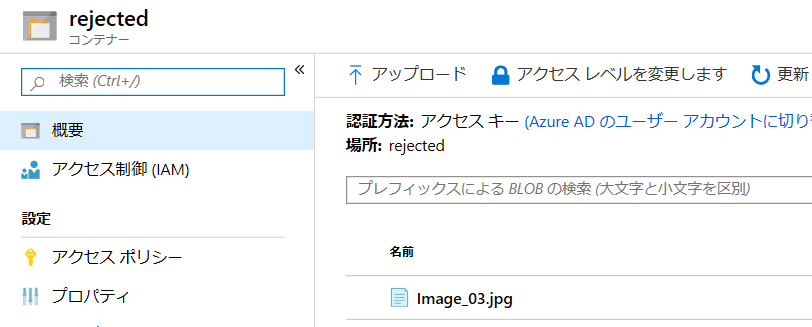 rejected
コンテナー
検索 (Ctrl+/)
«
概要
アクセス制御 (IAM)
設定
アクセス ポリシー
プロパティ
アップロード
アクセス レベルを変更します
更新
認証方法: アクセス キー (Azure AD のユーザー アカウントに切り
場所: rejected
プレフィックスによる BLOB の検索 (大文字と小文字を区別)
名前
Image_03.jpg